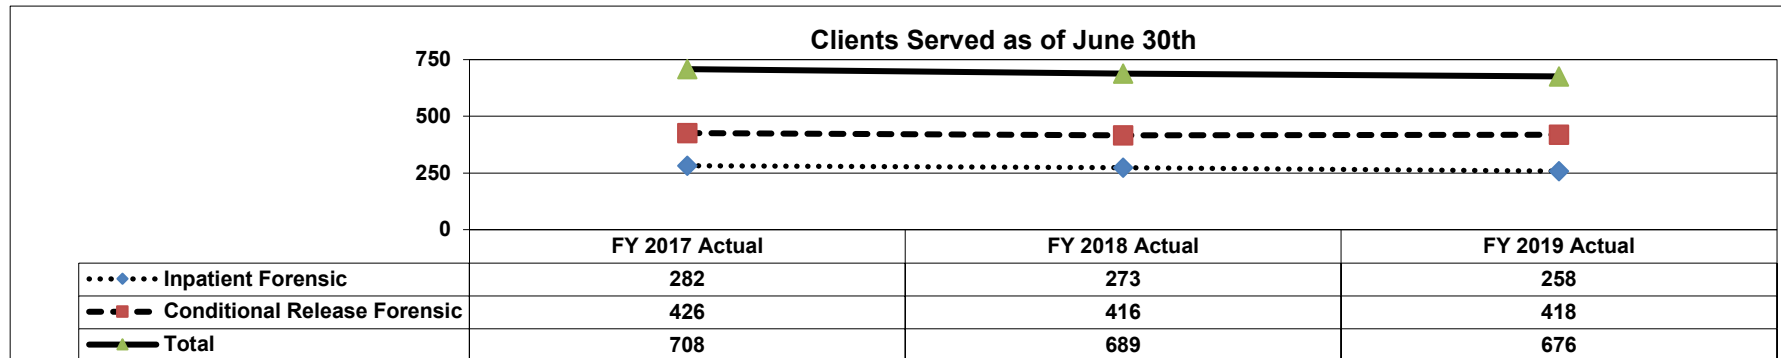 Clients Served as of June 30th
750
500
250
0
FY 2017 Actual FY 2018 Actual FY 2019 Actual
Inpatient Forensic 282 273 258
Conditional Release Forensic 426 416 418
Total 708 689 676